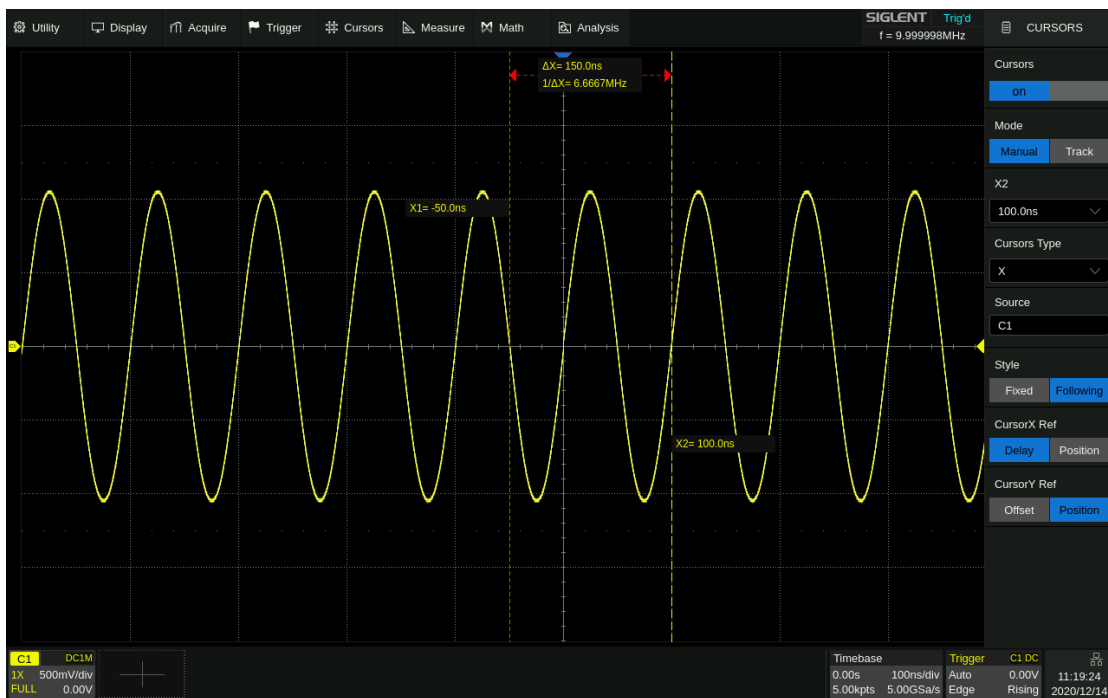 Utility Display Acquire Trigger Cursors Measure Math Analysis
SIGLENT Trig'd
f = 9.999998MHz
CURSORS
ΔX= 150.0ns
1/ΔX= 6.6667MHz
X1= -50.0ns
X2= 100.0ns
Cursors
on
Mode
Manual Track
X2
100.0ns
Cursors Type
X
Source
C1
Style
Fixed Following
CursorX Ref
Delay Position
CursorY Ref
Offset Position
C1 DC1M
1X 500mV/div
FULL 0.00V
Timebase
0.00s 100ns/div
5.00kpts 5.00GSa/s
Trigger C1 DC
Auto 0.00V
Edge Rising
11:19:24
2020/12/14